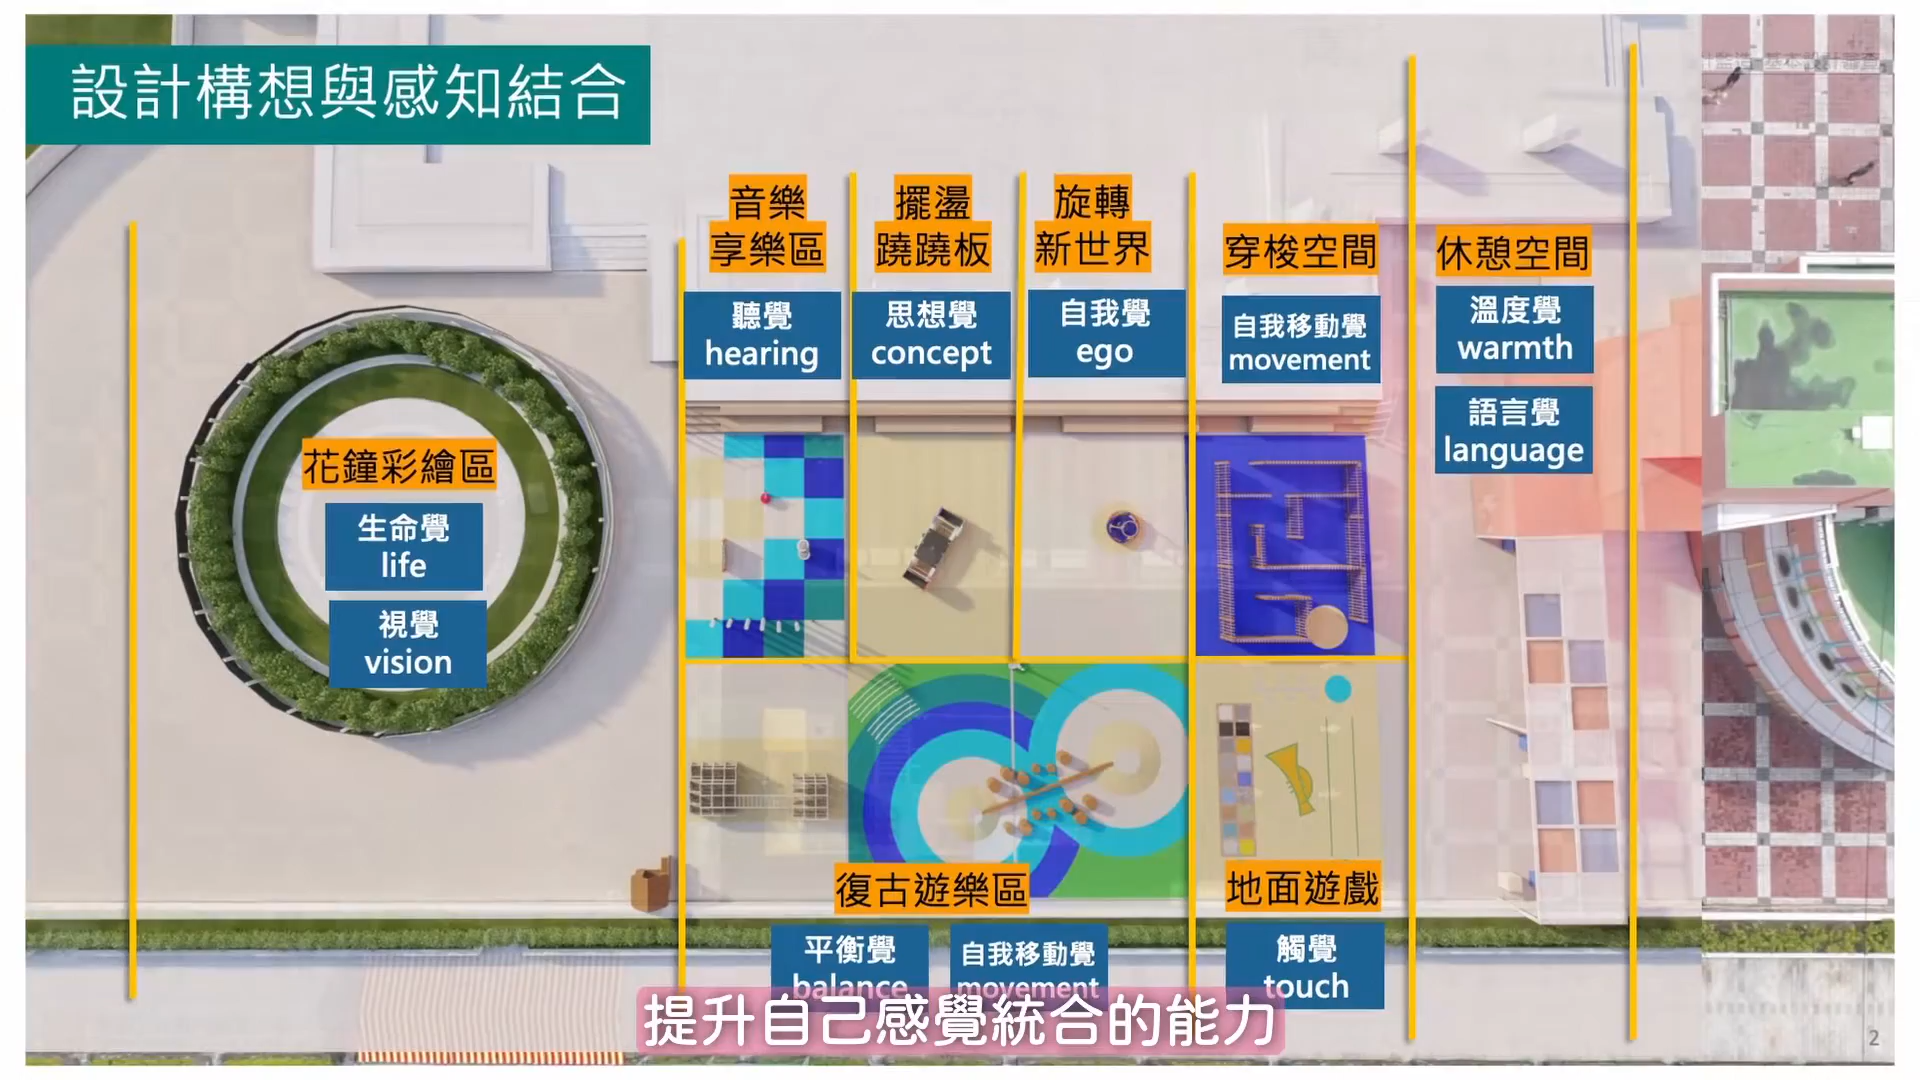 設計構想與感知結合
音樂
享樂區
聽覺
hearing
擺盪
蹺蹺板
思想覺
concept
旋轉
新世界
自我覺
ego
穿梭空間
自我移動覺
movement
休憩空間
溫度覺
warmth
語言覺
language
花鐘彩繪區
生命覺
life
視覺
vision
復古遊樂區
平衡覺
balance
自我移動覺
movement
地面遊戲
觸覺
touch
提升自己感覺統合的能力
2